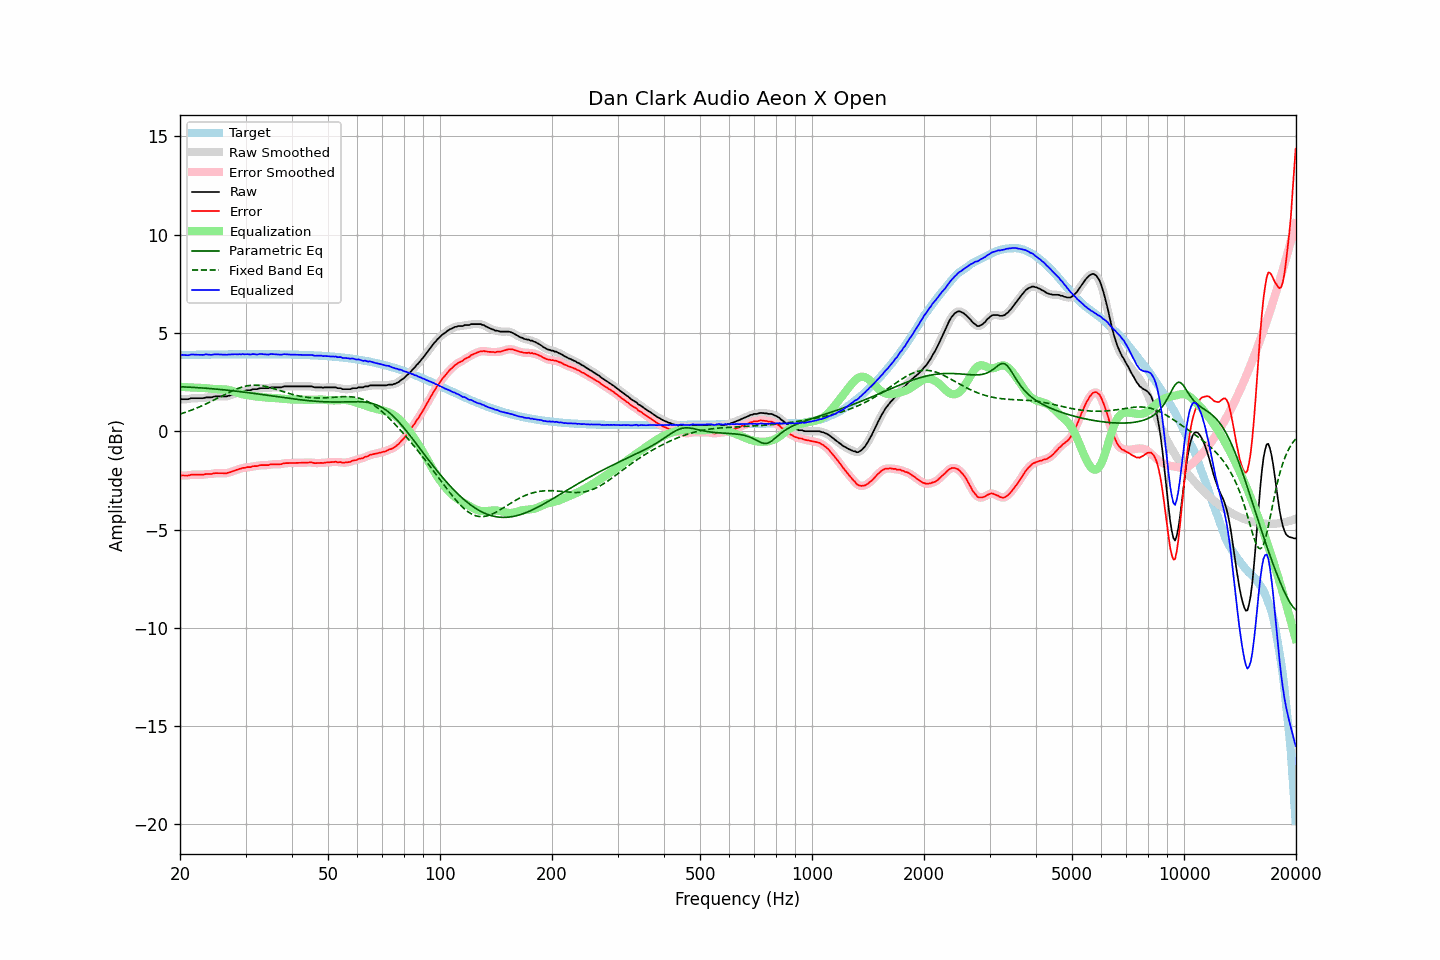 Dan Clark Audio Aeon X Open
Target
Raw Smoothed
Error Smoothed
Raw
Error
Equalization
Parametric Eq
Fixed Band Eq
Equalized
Amplitude (dBr)
15
10
5
0
−5
−10
−15
−20
20 50 100 200 500 1000 2000 5000 10000 20000
Frequency (Hz)